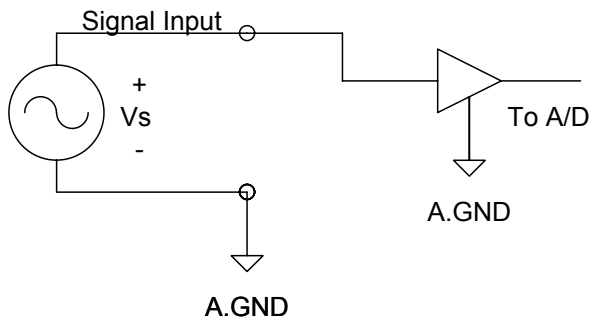 Signal Input
+
Vs
-
To A/D
A.GND
A.GND